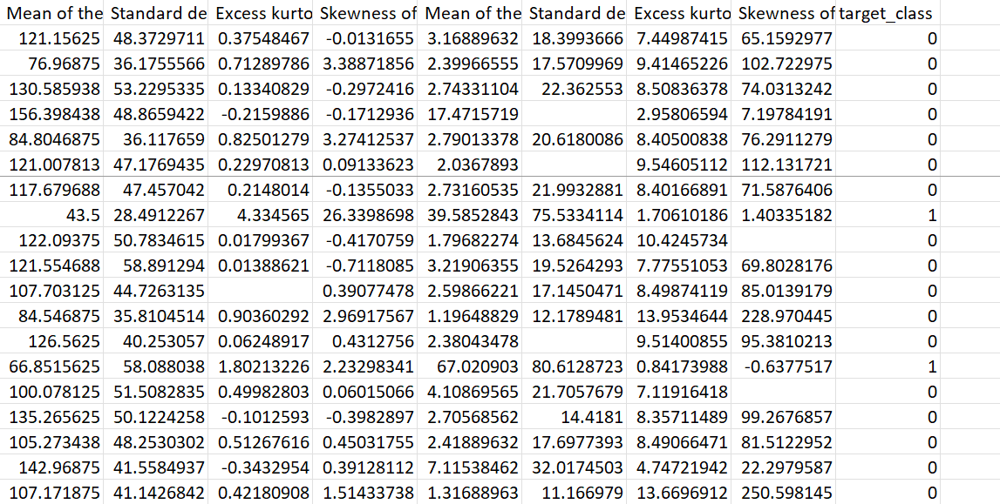 Mean of the Standard de Excess kurto Skewness of Mean of the Standard de Excess kurto Skewness of target_class
121.15625 48.3729711 0.37548467 -0.0131655 3.16889632 18.3993666 7.44987415 65.1592977 0
76.96875 36.1755566 0.71289786 3.38871856 2.39966555 17.5709969 9.41465226 102.722975 0
130.585938 53.2295335 0.13340829 -0.2972416 2.74331104 22.362553 8.50836378 74.0313242 0
156.398438 48.8659422 -0.2159886 -0.1712936 17.4715719 2.95806594 7.19784191 0
84.8046875 36.117659 0.82501279 3.27412537 2.79013378 20.6180086 8.40500838 76.2911279 0
121.007813 47.1769435 0.22970813 0.09133623 2.0367893 9.54605112 112.131721 0
117.679688 47.457042 0.2148014 -0.1355033 2.73160535 21.9932881 8.40166891 71.5876406 0
43.5 28.4912267 4.334565 26.3398698 39.5852843 75.5334114 1.70610186 1.40335182 1
122.09375 50.7834615 0.01799367 -0.4170759 1.79682274 13.6845624 10.4245734 0
121.554688 58.891294 0.01388621 -0.7118085 3.21906355 19.5264293 7.77551053 69.8028176 0
107.703125 44.7263135 0.39077478 2.59866221 17.1450471 8.49874119 85.0139179 0
84.546875 35.8104514 0.90360292 2.96917567 1.19648829 12.1789481 13.9534644 228.970445 0
126.5625 40.253057 0.06248917 0.4312756 2.38043478 9.51400855 95.3810213 0
66.8515625 58.088038 1.80213226 2.23298341 67.020903 80.6128723 0.84173988 -0.6377517 1
100.078125 51.5082835 0.49982803 0.06015066 4.10869565 21.7057679 7.11916418 0
135.265625 50.1224258 -0.1012593 -0.3982897 2.70568562 14.4181 8.35711489 99.2676857 0
105.273438 48.2530302 0.51267616 0.45031755 2.41889632 17.6977393 8.49066471 81.5122952 0
142.96875 41.5584937 -0.3432954 0.39128112 7.11538462 32.0174503 4.74721942 22.2979587 0
107.171875 41.1426842 0.42180908 1.51433738 1.31688963 11.166979 13.6696912 250.598145 0